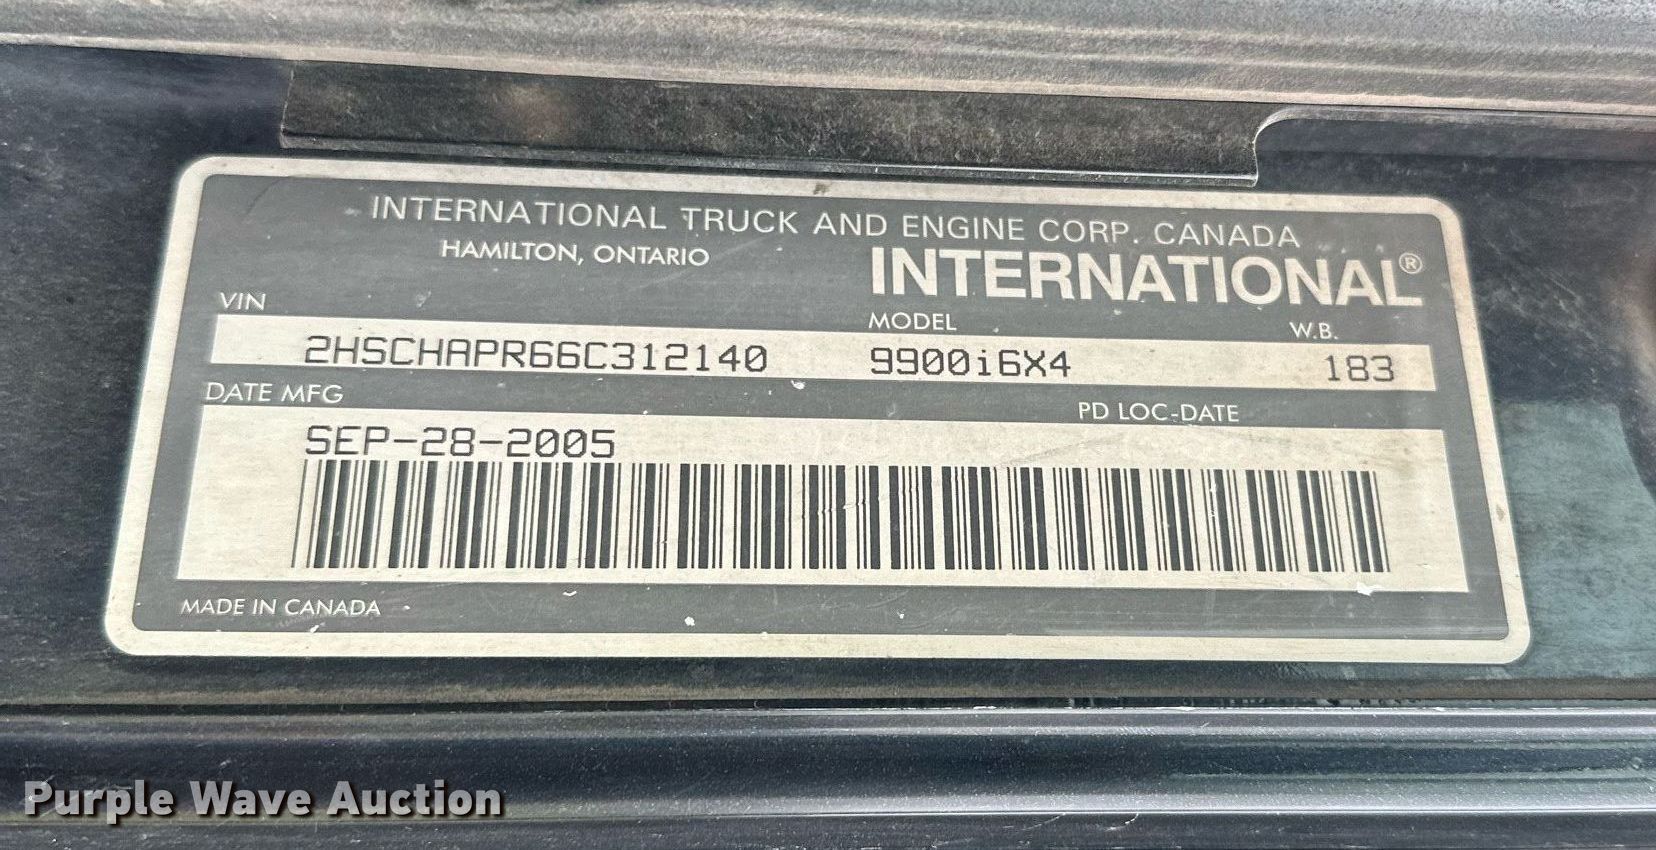 INTERNATIONAL TRUCK AND ENGINE CORP. CANADA
HAMILTON, ONTARIO
INTERNATIONAL®
VIN
MODEL
W.B.
2HSCHAPR66C312140
9900i6X4
183
DATE MFG
PD LOC-DATE
SEP-28-2005
MADE IN CANADA
Purple Wave Auction